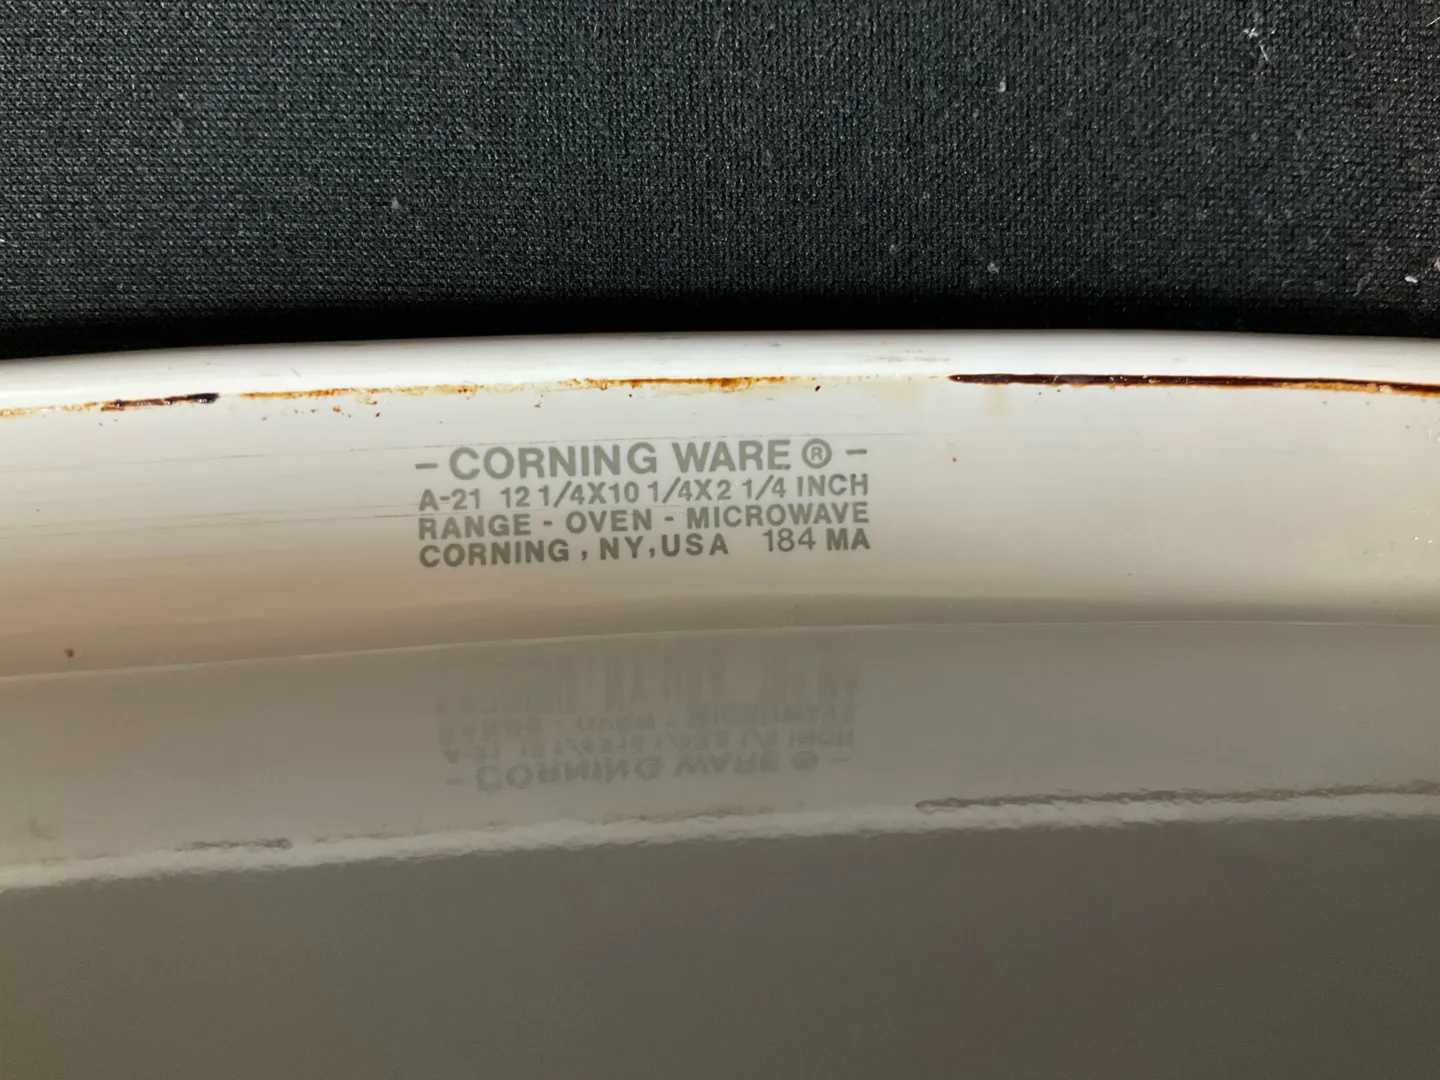 - CORNING WARE ® -
A-21 12 1/4X10 1/4X2 1/4 INCH
RANGE - OVEN - MICROWAVE
CORNING , NY, USA 184 MA